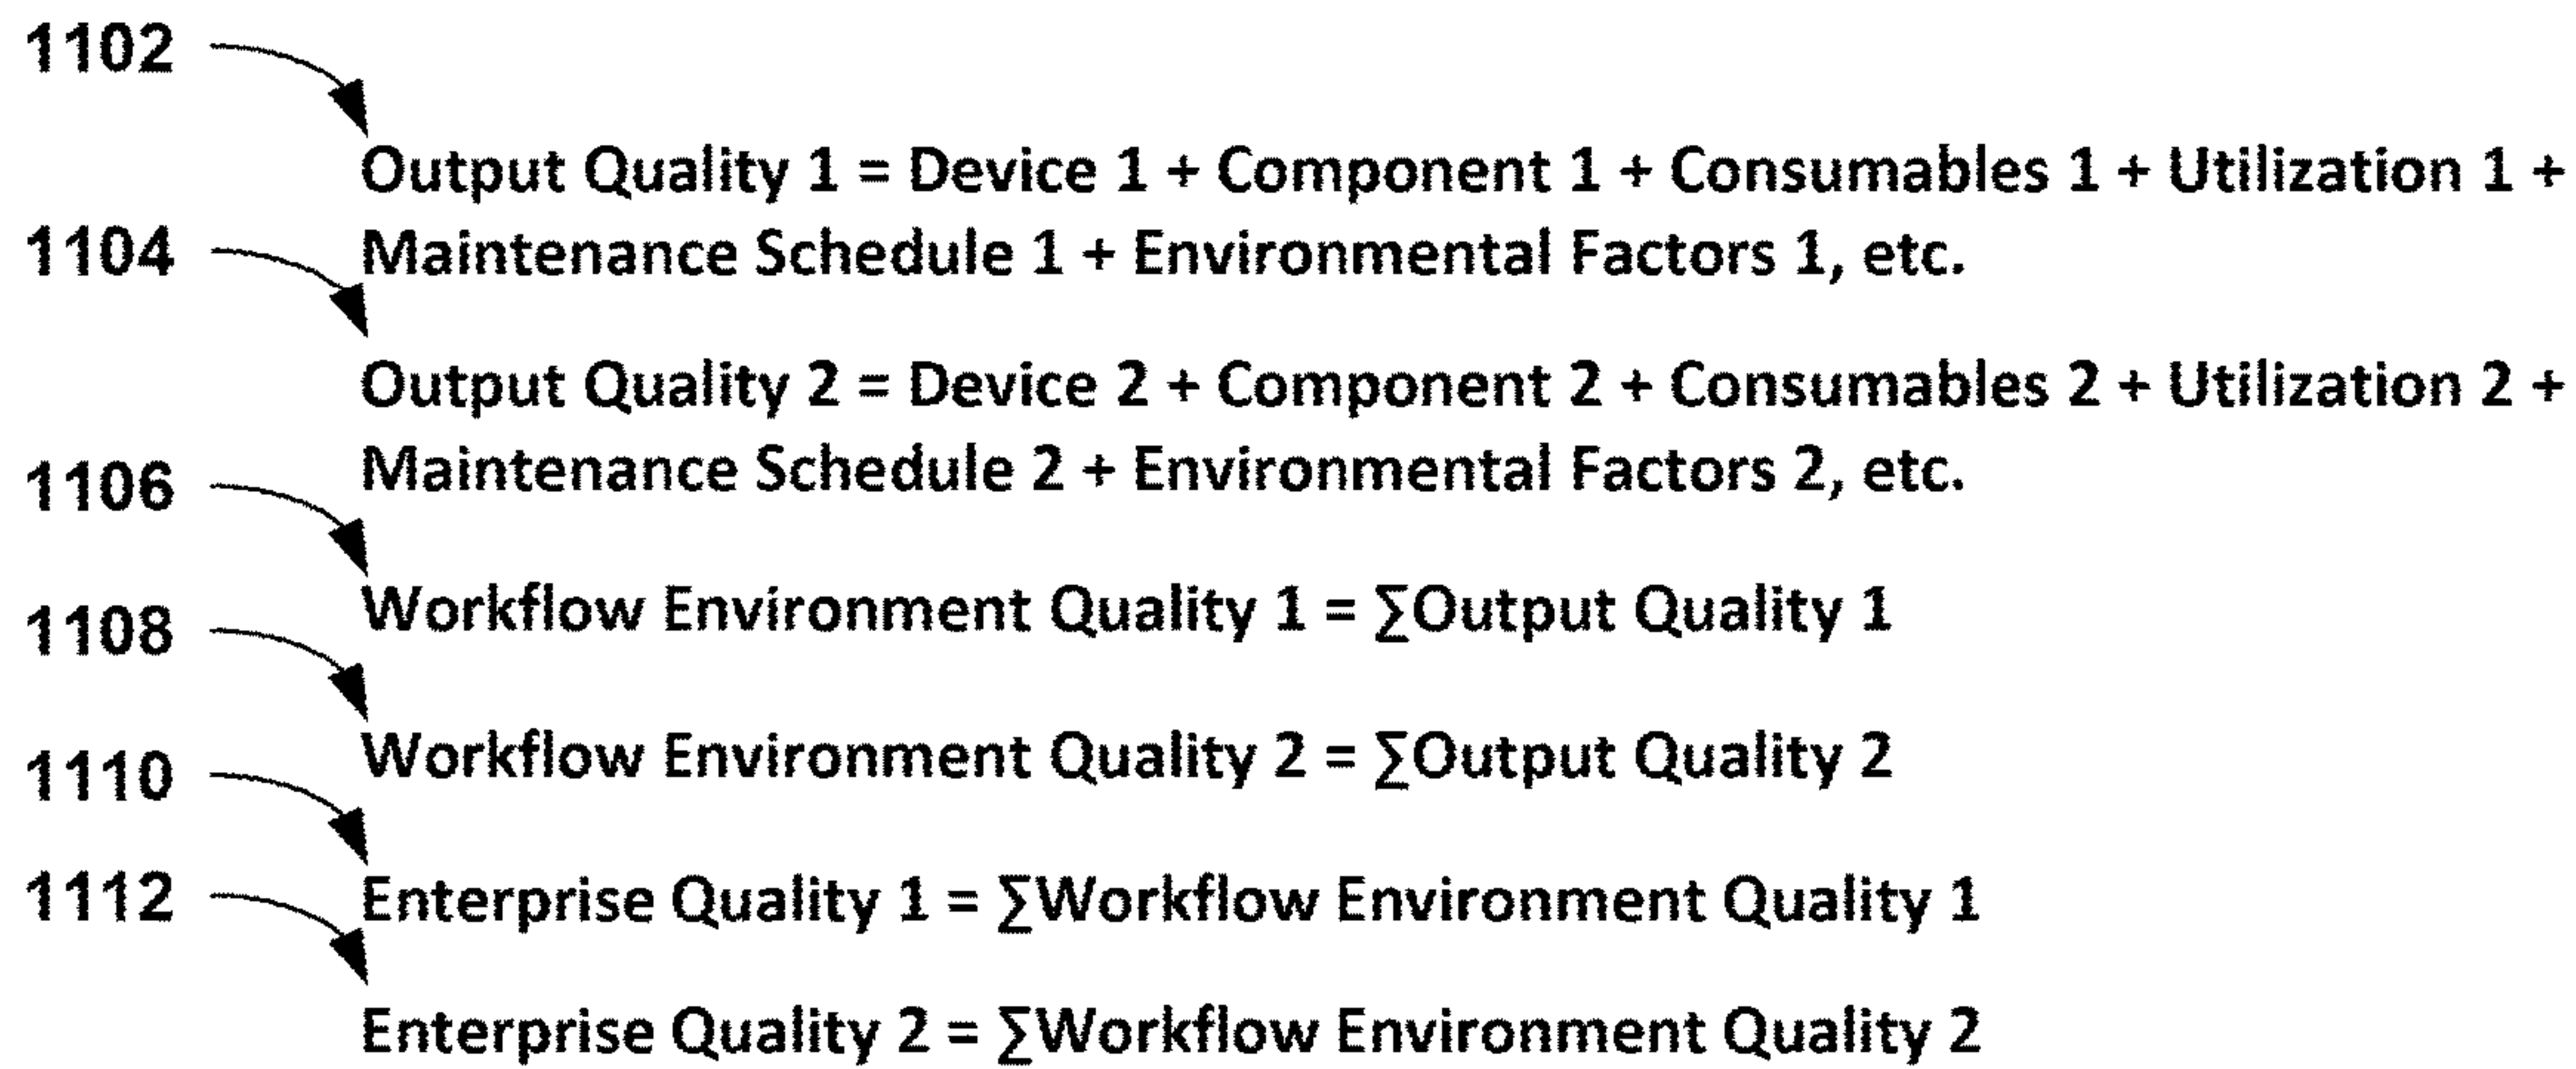 1102
Output Quality 1 = Device 1 + Component 1 + Consumables 1 + Utilization 1 +
1104
Maintenance Schedule 1 + Environmental Factors 1, etc.
Output Quality 2 = Device 2 + Component 2 + Consumables 2 + Utilization 2 +
Maintenance Schedule 2 + Environmental Factors 2, etc.
1106
Workflow Environment Quality 1 = ∑Output Quality 1
1108
Workflow Environment Quality 2 = ∑Output Quality 2
1110
Enterprise Quality 1 = ∑Workflow Environment Quality 1
1112
Enterprise Quality 2 = ∑Workflow Environment Quality 2